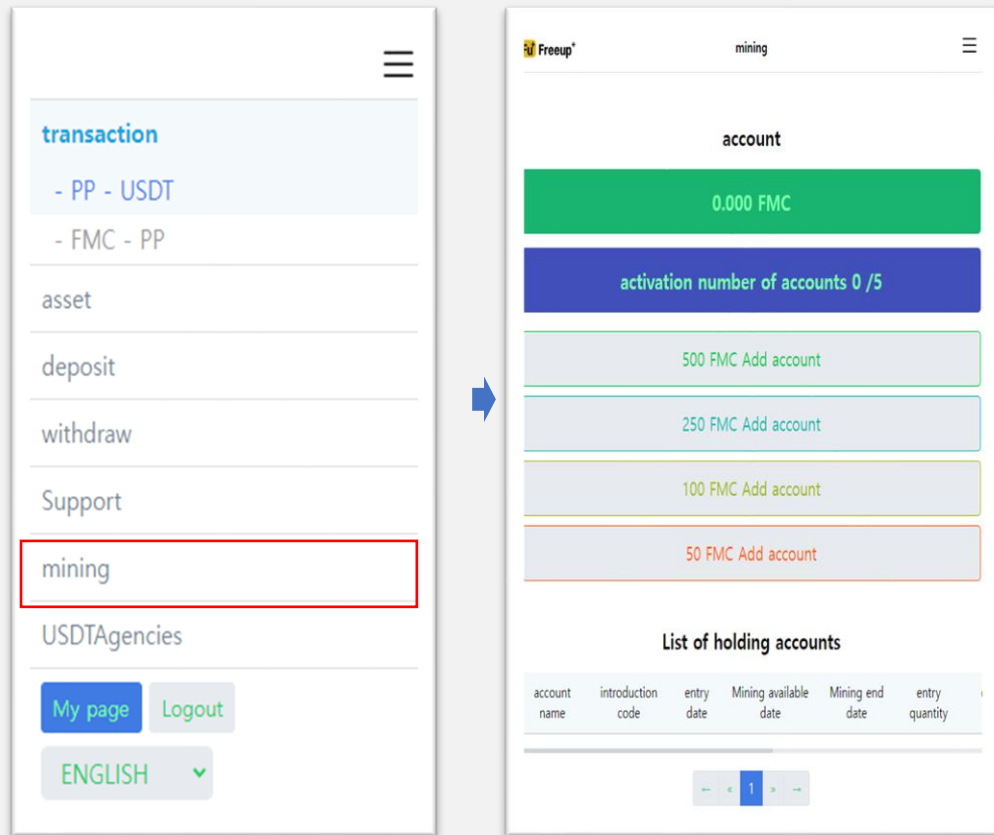 transaction
- PP - USDT
- FMC - PP
asset
deposit
withdraw
Support
mining
USDTAgencies
My page Logout
ENGLISH
Freeup+
mining
account
0.000 FMC
activation number of accounts 0 /5
500 FMC Add account
250 FMC Add account
100 FMC Add account
50 FMC Add account
List of holding accounts
account name introduction code entry date Mining available date Mining end date entry quantity
← « 1 » →